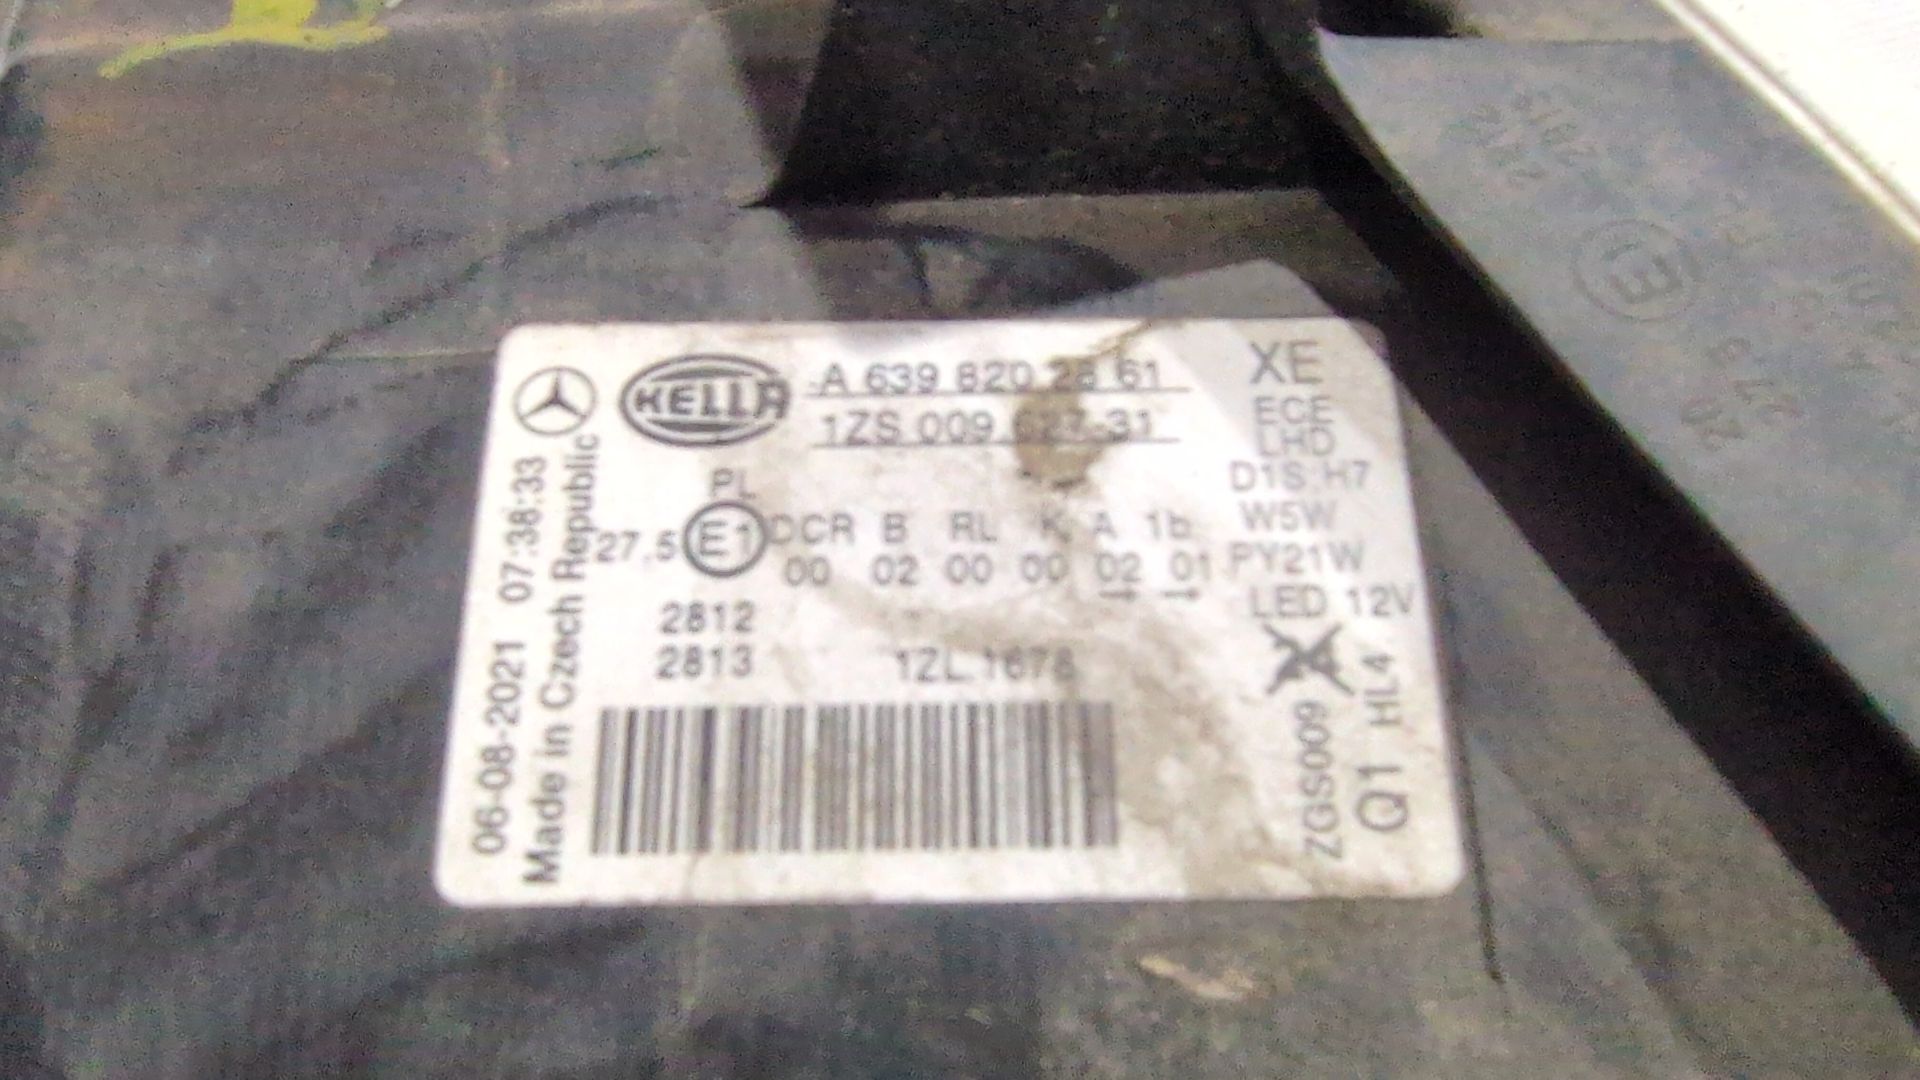 HELLA
A 639 820 28 61
1ZS 009 627-31
XE
ECE
LHD
D1S H7
W5W
PY21W
LED 12V
PL
27,5 E1 DCR B RL K A 1b
00 02 00 00 02 01
2812
2813 1ZL 1678
06-08-2021 07:38:33
Made in Czech Republic
ZGS009
Q1 HL4